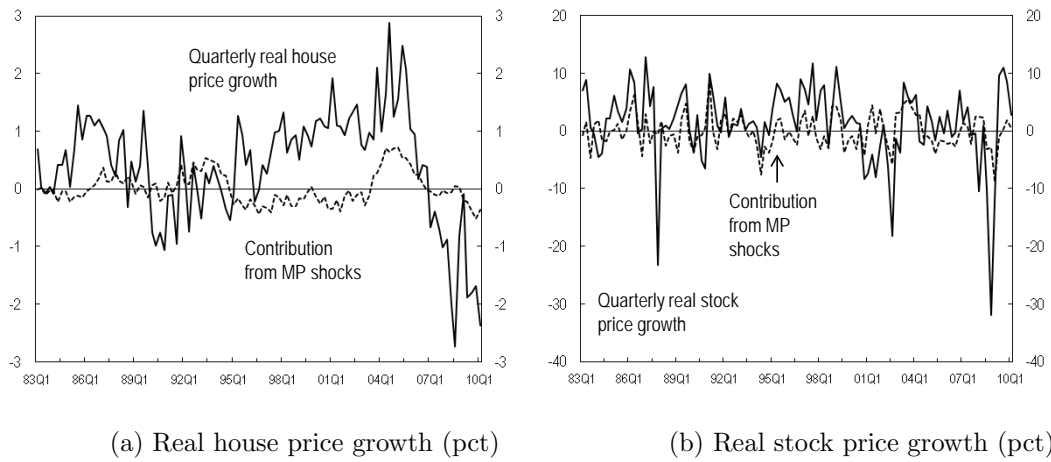 3
2
1
0
-1
-2
-3
3
2
1
0
-1
-2
-3
Quarterly real house
price growth
Contribution
from MP shocks
83Q1 86Q1 89Q1 92Q1 95Q1 98Q1 01Q1 04Q1 07Q1 10Q1
(a) Real house price growth (pct)
20
10
0
-10
-20
-30
-40
20
10
0
-10
-20
-30
-40
Contribution
from MP
shocks
Quarterly real stock
price growth
83Q1 86Q1 89Q1 92Q1 95Q1 98Q1 01Q1 04Q1 07Q1 10Q1
(b) Real stock price growth (pct)